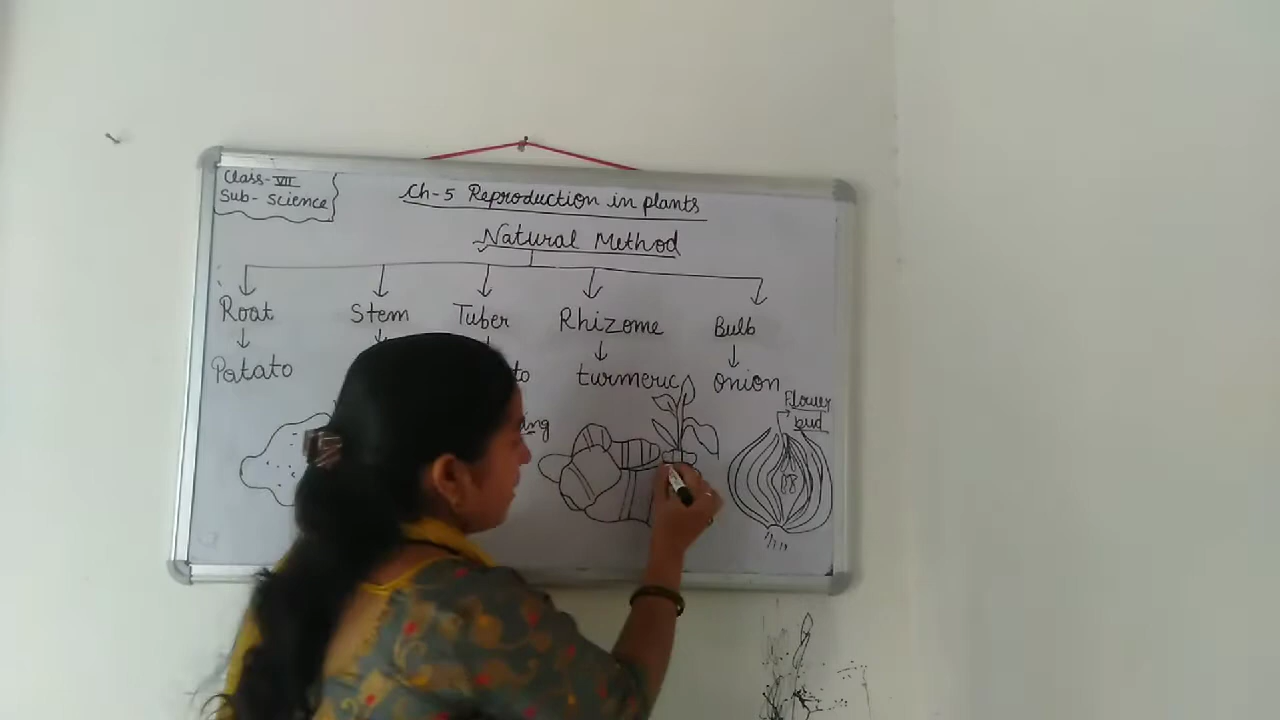 Class-VII
Sub- Science
Ch-5 Reproduction in plants
Natural Method
Root Stem Tuber Rhizome Bulb
Potato turmeric onion
Flower
bud